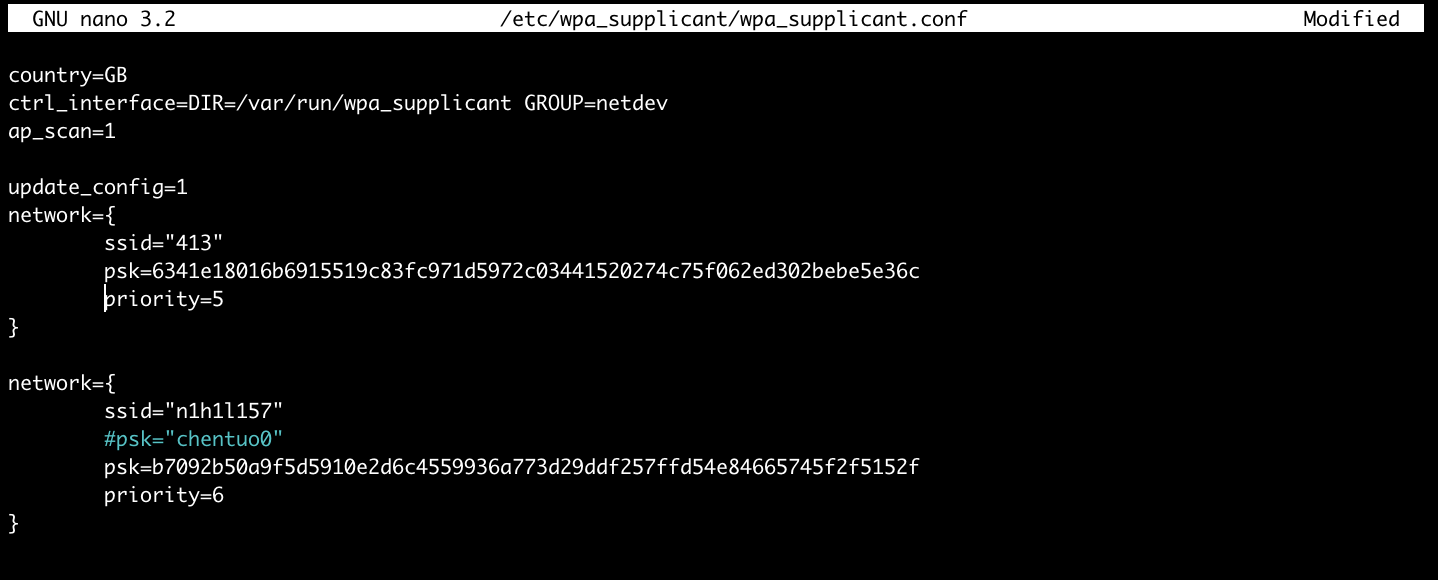 GNU nano 3.2 /etc/wpa_supplicant/wpa_supplicant.conf Modified
country=GB
ctrl_interface=DIR=/var/run/wpa_supplicant GROUP=netdev
ap_scan=1
update_config=1
network={
ssid="413"
psk=6341e18016b6915519c83fc971d5972c03441520274c75f062ed302bebe5e36c
priority=5
}
network={
ssid="n1h1l157"
#psk="chentuo0"
psk=b7092b50a9f5d5910e2d6c4559936a773d29ddf257ffd54e84665745f2f5152f
priority=6
}